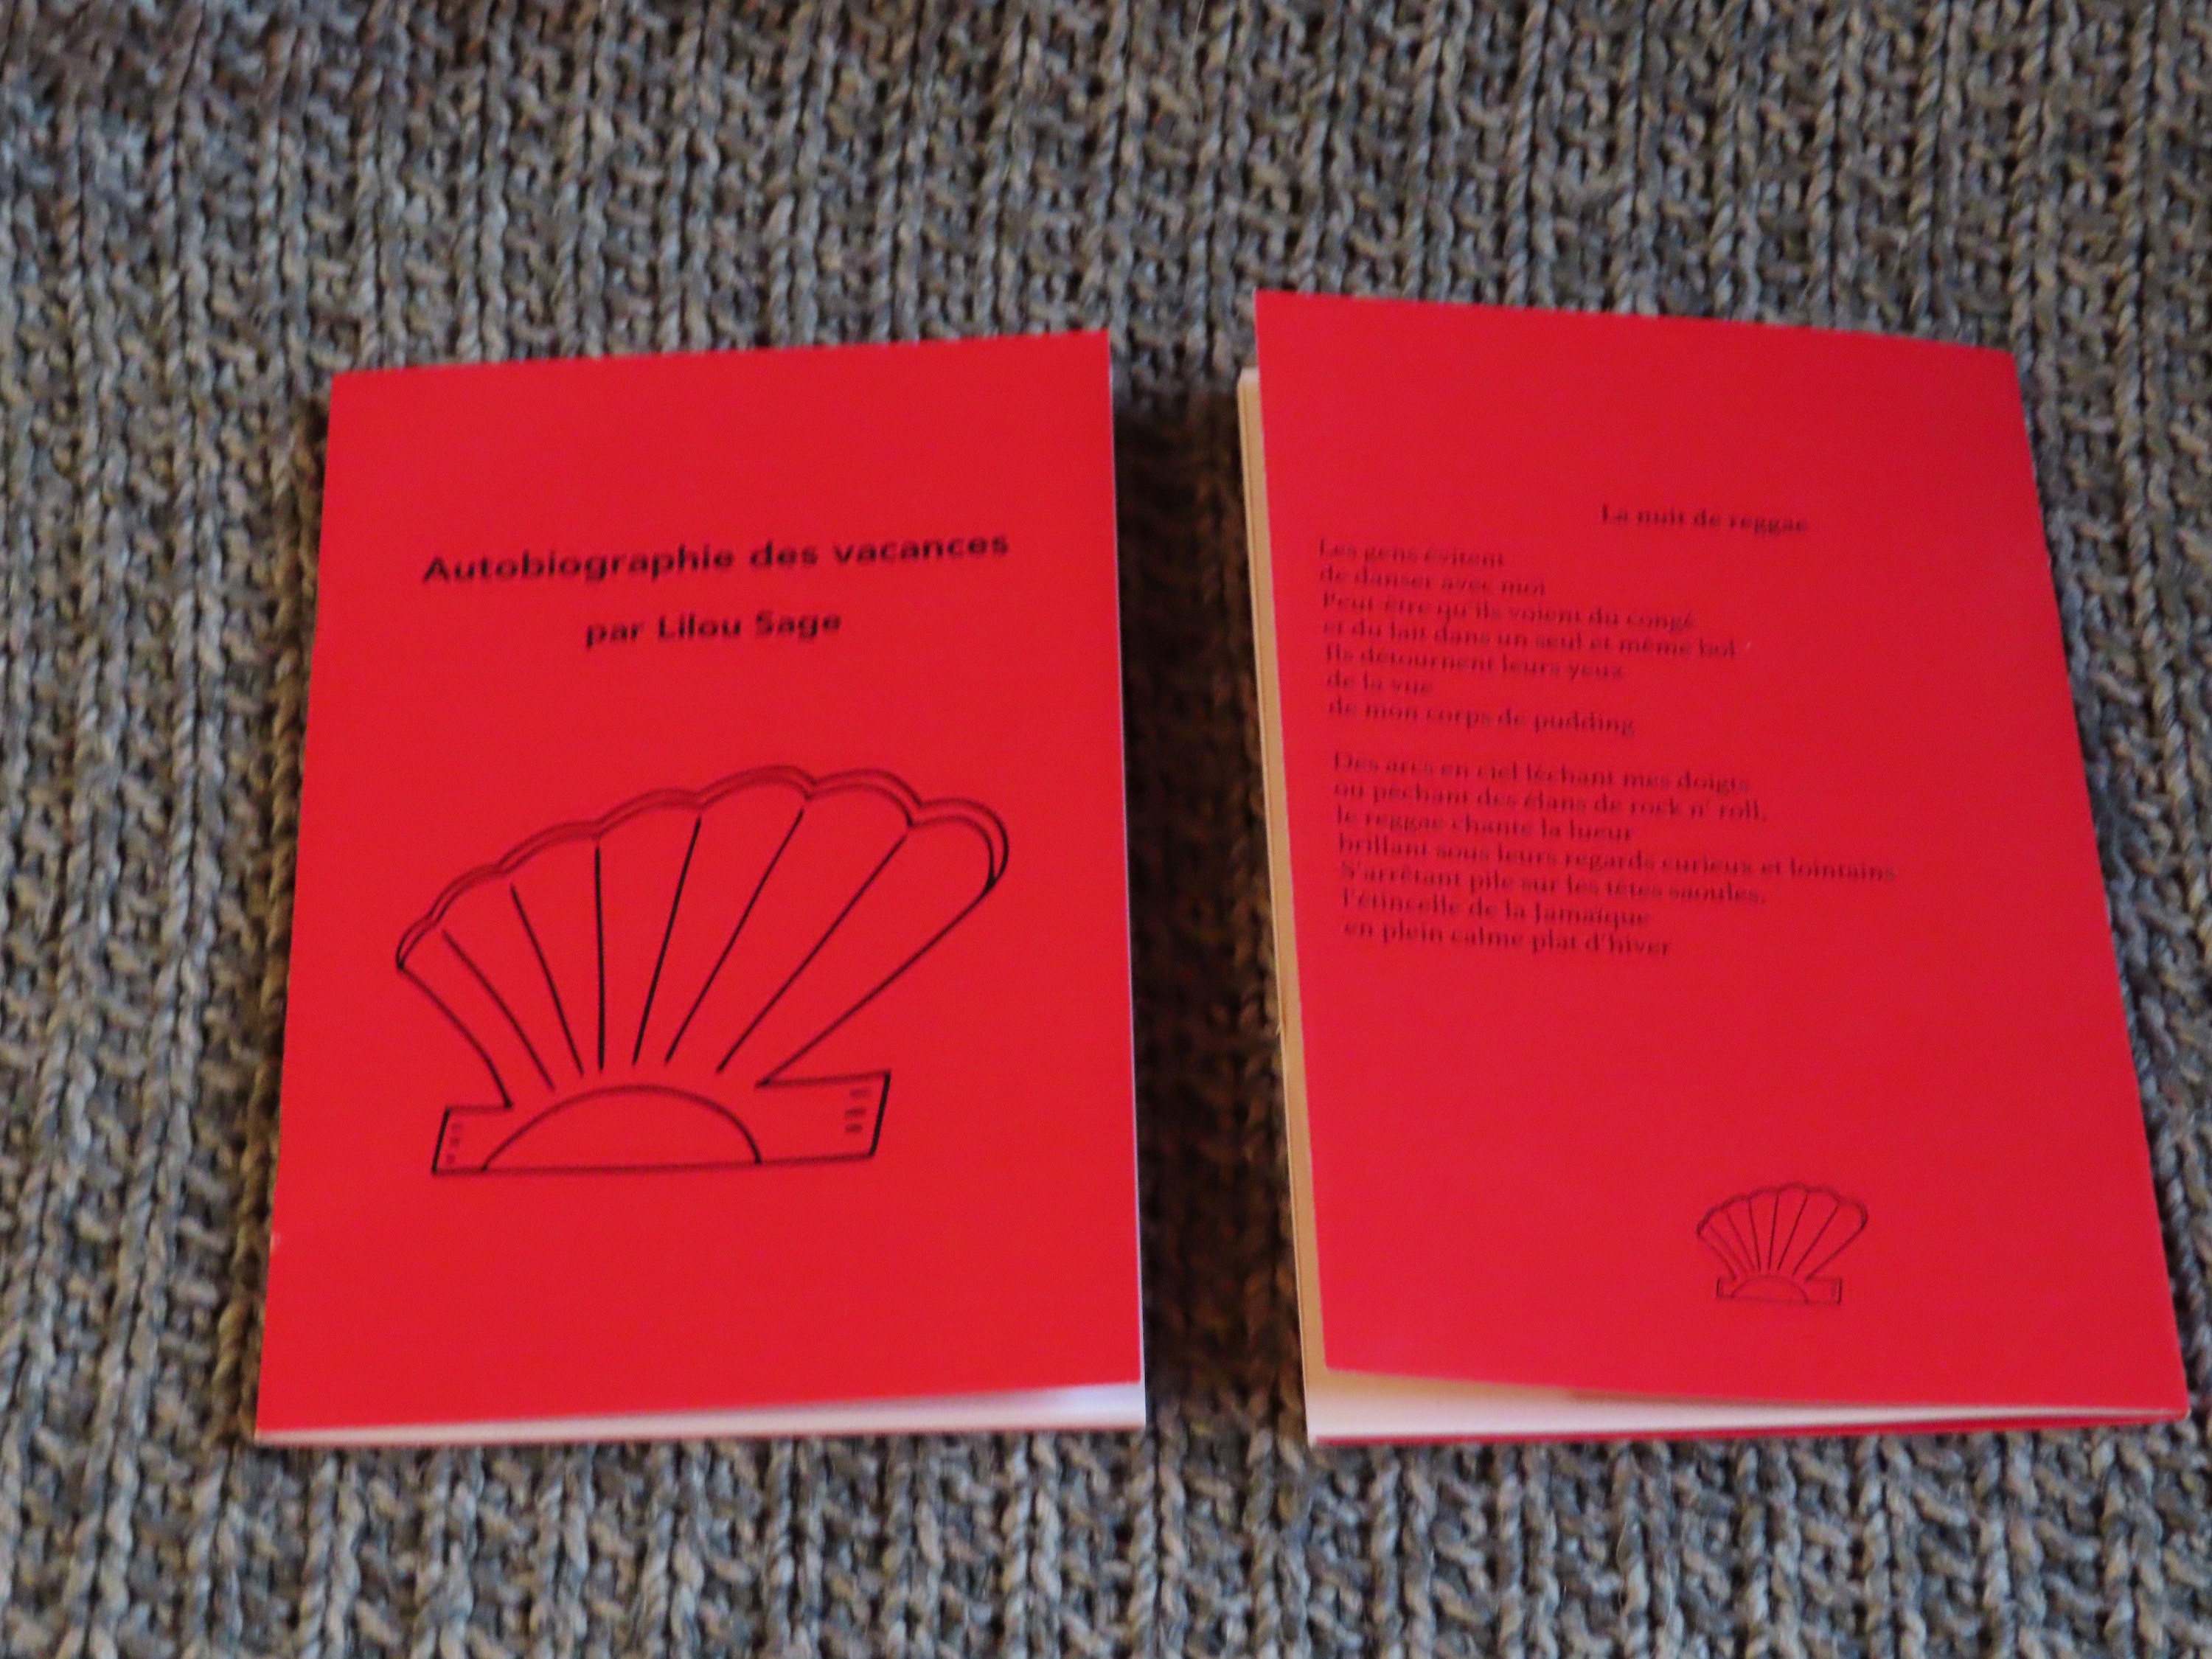 Autobiographie des vacances
par Lilou Sage
La nuit de reggae
Les gens évitent
de danser avec moi
Peut-être qu'ils voient du congé
et du lait dans un seul et même bol
Ils détournent leurs yeux
de la vue
de mon corps de pudding
Des arcs en ciel léchant mes doigts
ou pêchant des élans de rock n' roll,
le reggae chante la lueur
brillant sous leurs regards curieux et lointains
S'arrêtant pile sur les têtes saoules,
l'étincelle de la Jamaïque
en plein calme plat d'hiver